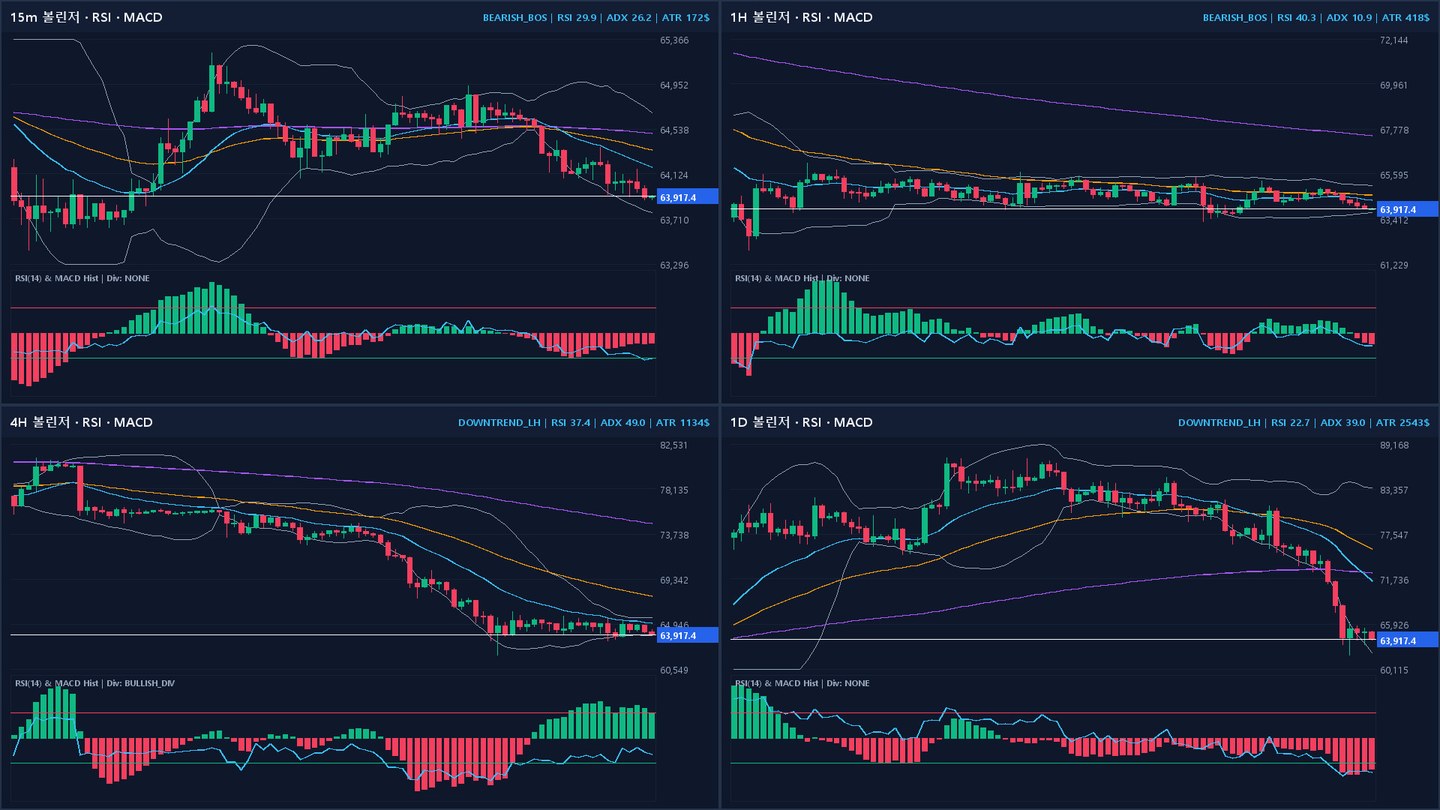 15m 볼린저 · RSI · MACD
BEARISH_BOS | RSI 29.9 | ADX 26.2 | ATR 172$
65,366
64,952
64,538
64,124
63,917.4
63,710
63,296
RSI(14) & MACD Hist | Div: NONE
1H 볼린저 · RSI · MACD
BEARISH_BOS | RSI 40.3 | ADX 10.9 | ATR 418$
72,144
69,961
67,778
65,595
63,917.4
63,412
61,229
RSI(14) & MACD Hist | Div: NONE
4H 볼린저 · RSI · MACD
DOWNTREND_LH | RSI 37.4 | ADX 49.0 | ATR 1134$
82,531
78,135
73,738
69,342
64,946
63,917.4
60,549
RSI(14) & MACD Hist | Div: BULLISH_DIV
1D 볼린저 · RSI · MACD
DOWNTREND_LH | RSI 22.7 | ADX 39.0 | ATR 2543$
89,168
83,357
77,547
71,736
65,926
63,917.4
60,115
RSI(14) & MACD Hist | Div: NONE